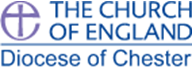 THE CHURCH
OF ENGLAND
Diocese of Chester